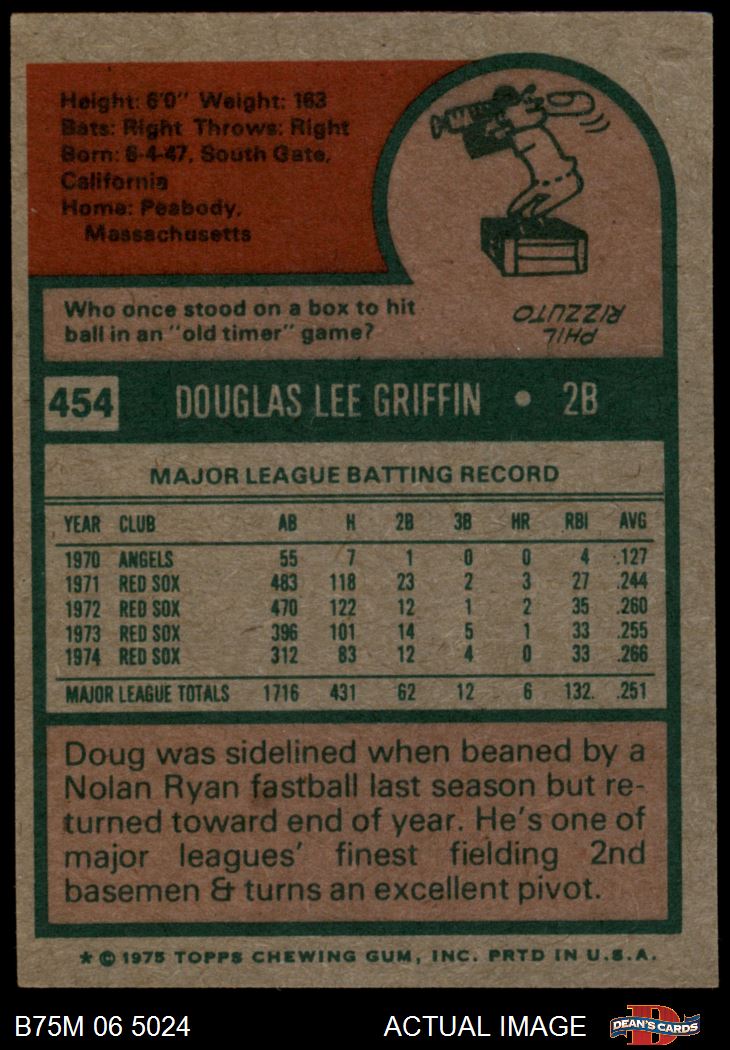 Height: 6'0" Weight: 163
Bats: Right Throws: Right
Born: 6-4-47, South Gate,
California
Home: Peabody,
Massachusetts
Who once stood on a box to hit
ball in an "old timer" game?
PHIL
RIZZUTO
454 DOUGLAS LEE GRIFFIN • 2B
MAJOR LEAGUE BATTING RECORD
YEAR CLUB AB H 2B 3B HR RBI AVG
1970 ANGELS 55 7 1 0 0 4 .127
1971 RED SOX 483 118 23 2 3 27 .244
1972 RED SOX 470 122 12 1 2 35 .260
1973 RED SOX 396 101 14 5 1 33 .255
1974 RED SOX 312 83 12 4 0 33 .266
MAJOR LEAGUE TOTALS 1716 431 62 12 6 132. .251
Doug was sidelined when beaned by a
Nolan Ryan fastball last season but re-
turned toward end of year. He's one of
major leagues' finest fielding 2nd
basemen & turns an excellent pivot.
* © 1975 TOPPS CHEWING GUM, INC. PRTD IN U.S.A.
B75M 06 5024 ACTUAL IMAGE DEAN'S CARDS